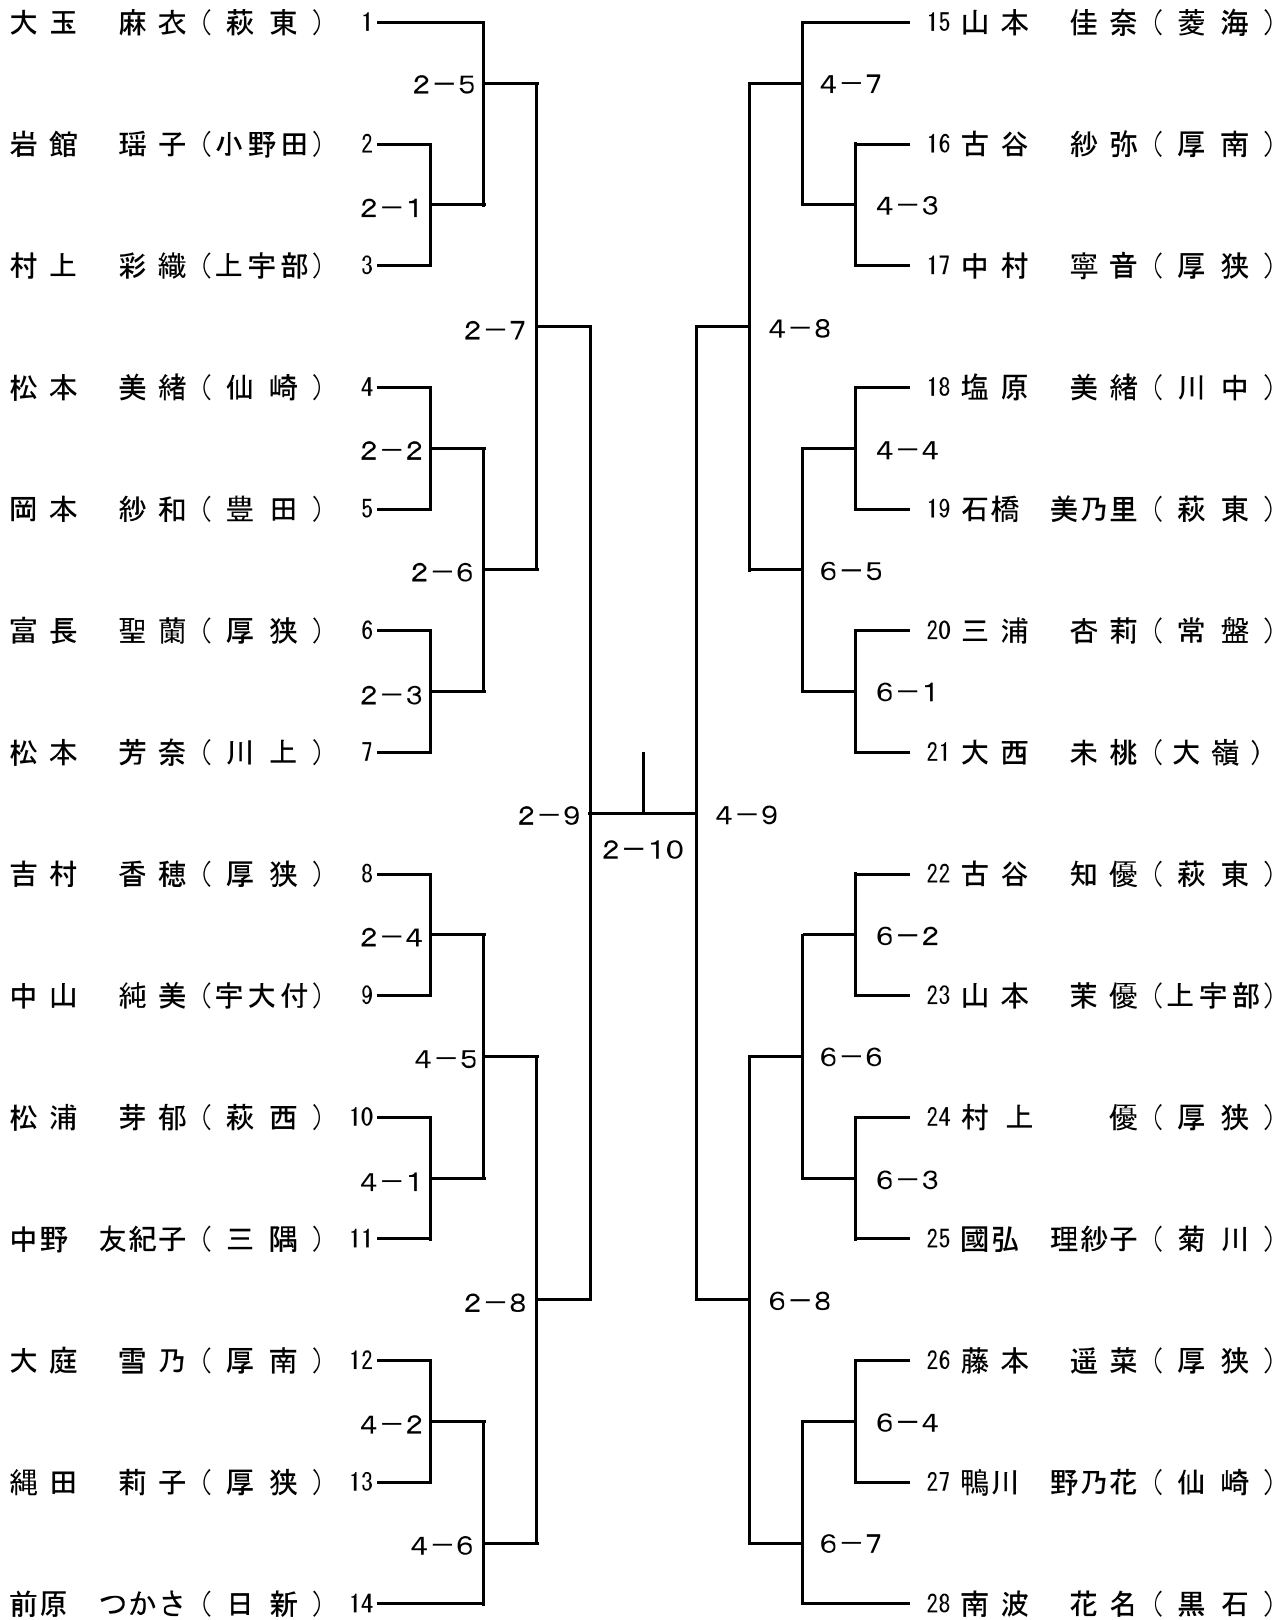 大玉 麻衣（萩東） 1
2－5
岩館 瑶子（小野田） 2
2－1
村上 彩織（上宇部） 3
2－7
松本 美緒（仙崎） 4
2－2
岡本 紗和（豊田） 5
2－6
富長 聖蘭（厚狭） 6
2－3
松本 芳奈（川上） 7
2－9
吉村 香穂（厚狭） 8
2－4
中山 純美（宇大付） 9
4－5
松浦 芽郁（萩西） 10
4－1
中野 友紀子（三隅） 11
2－8
大庭 雪乃（厚南） 12
4－2
縄田 莉子（厚狭） 13
4－6
前原 つかさ（日新） 14
2－10
15 山本 佳奈（菱海）
4－7
16 古谷 紗弥（厚南）
4－3
17 中村 寧音（厚狭）
4－8
18 塩原 美緒（川中）
4－4
19 石橋 美乃里（萩東）
6－5
20 三浦 杏莉（常盤）
6－1
21 大西 未桃（大嶺）
4－9
22 古谷 知優（萩東）
6－2
23 山本 茉優（上宇部）
6－6
24 村上 優（厚狭）
6－3
25 國弘 理紗子（菊川）
6－8
26 藤本 遥菜（厚狭）
6－4
27 鴨川 野乃花（仙崎）
6－7
28 南波 花名（黒石）